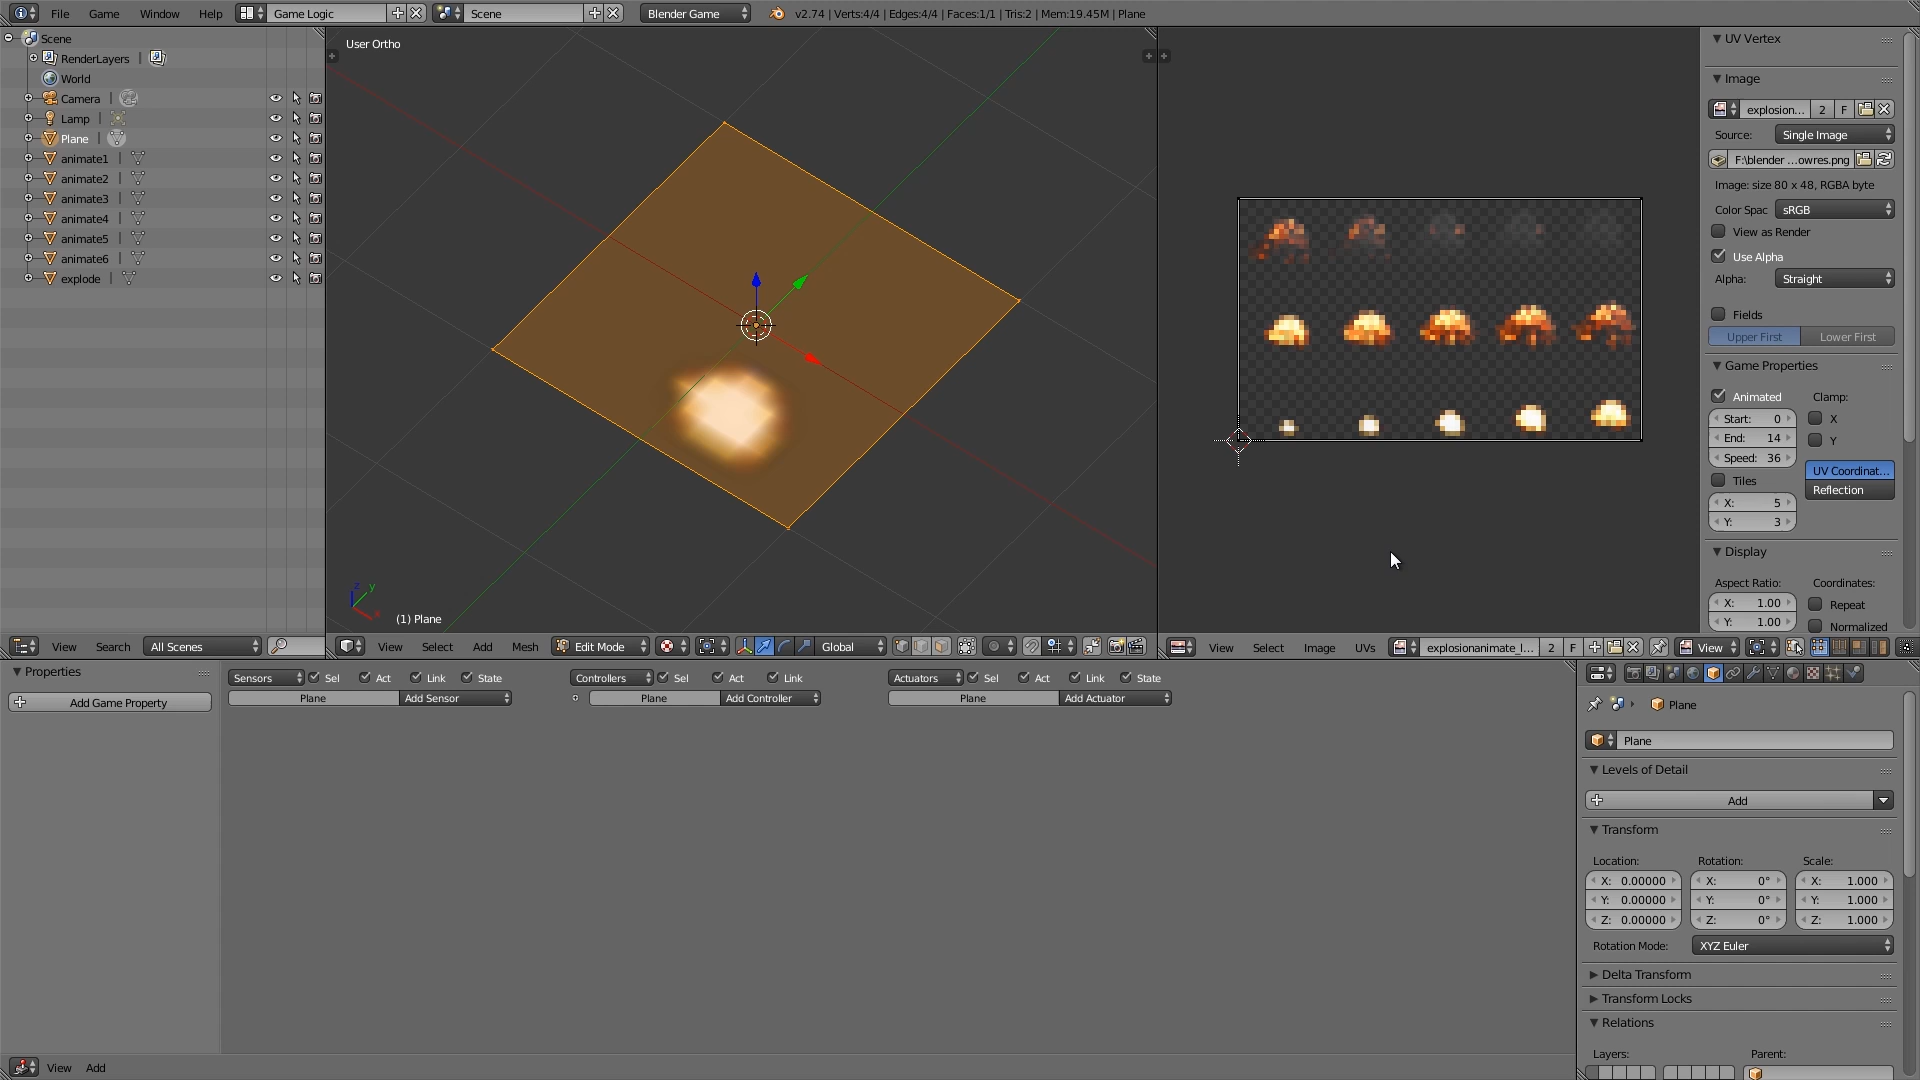 File Game Window Help Game Logic Scene Blender Game v2.74 | Verts:4/4 | Edges:4/4 | Faces:1/1 | Tris:2 | Mem:19.45M | Plane
Scene
RenderLayers
World
Camera
Lamp
Plane
animate1
animate2
animate3
animate4
animate5
animate6
explode
View Search All Scenes
User Ortho
z y x
(1) Plane
View Select Add Mesh Edit Mode Global
View Select Image UVs explosionanimate_l... 2 F View
UV Vertex
Image
explosion... 2 F
Source: Single Image
F:\blender ...owres.png
Image: size 80 x 48, RGBA byte
Color Spac sRGB
View as Render
Use Alpha
Alpha: Straight
Fields
Upper First Lower First
Game Properties
Animated Clamp:
Start: 0 X
End: 14 Y
Speed: 36
UV Coordinat...
Tiles Reflection
X: 5
Y: 3
Display
Aspect Ratio: Coordinates:
X: 1.00 Repeat
Y: 1.00 Normalized
Properties
Add Game Property
Sensors Sel Act Link State
Plane Add Sensor
Controllers Sel Act Link
Plane Add Controller
Actuators Sel Act Link State
Plane Add Actuator
View Add
Plane
Plane
Levels of Detail
Add
Transform
Location: Rotation: Scale:
X: 0.00000 X: 0° X: 1.000
Y: 0.00000 Y: 0° Y: 1.000
Z: 0.00000 Z: 0° Z: 1.000
Rotation Mode: XYZ Euler
Delta Transform
Transform Locks
Relations
Layers: Parent: